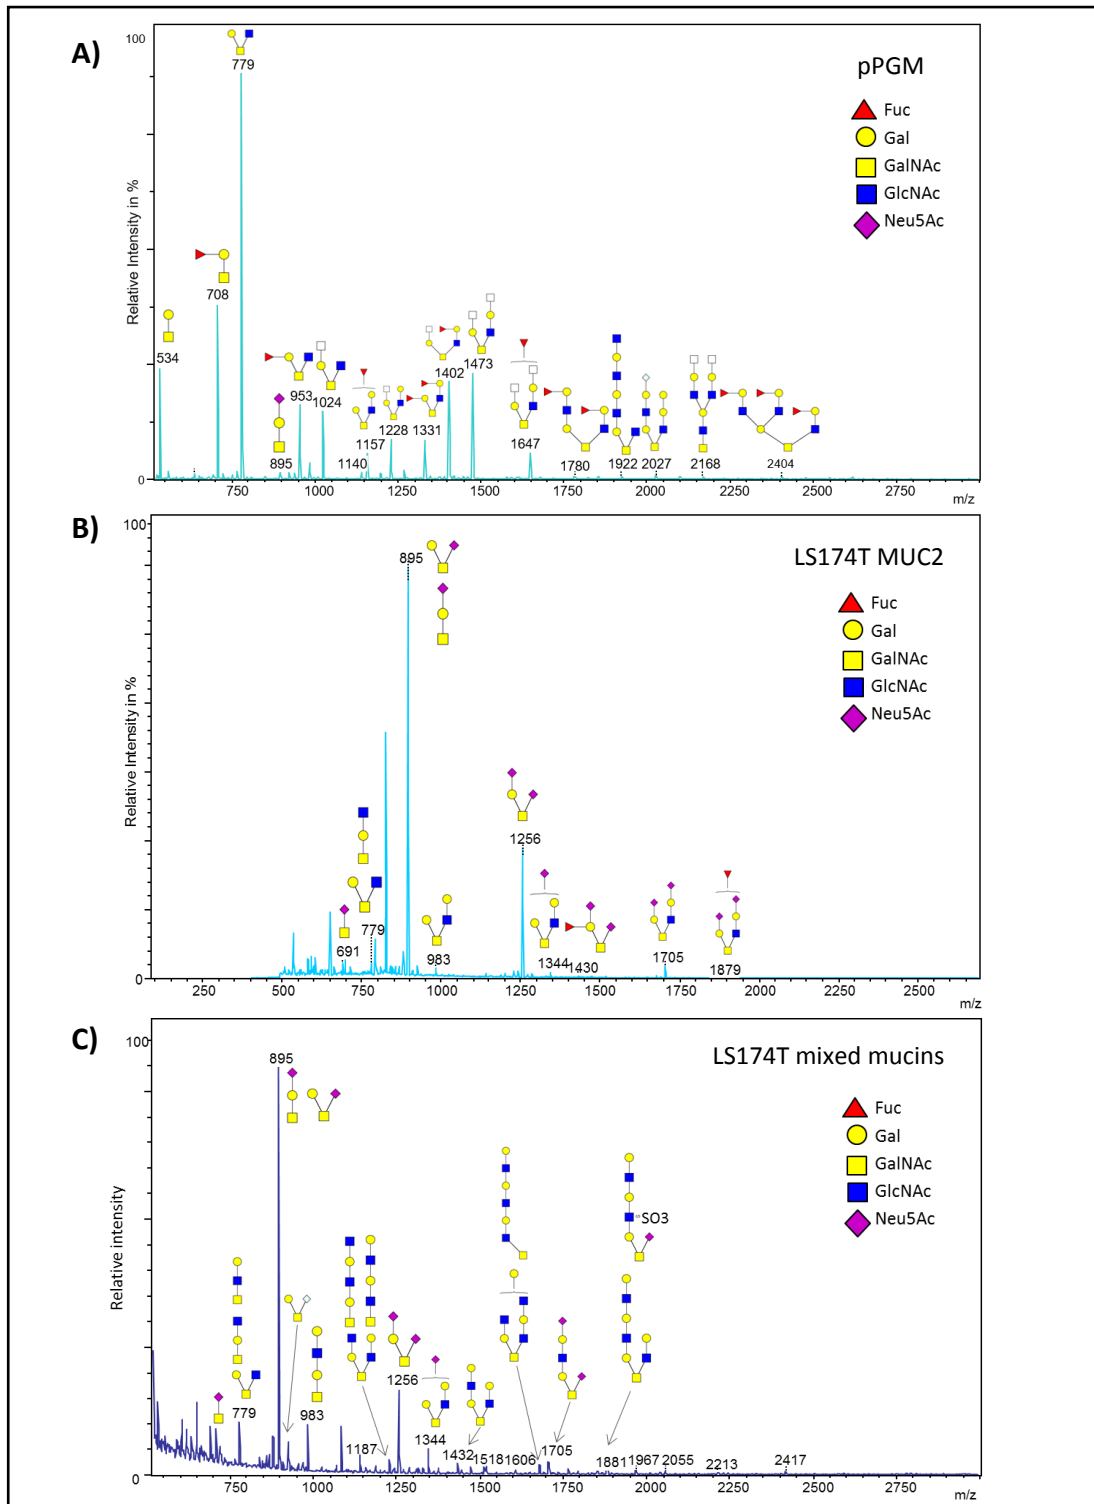 A)
100
Relative Intensity in %
0
pPGM
Fuc
Gal
GalNAc
GlcNAc
Neu5Ac
779
708
534
895
953
1024
1140
1157
1228
1331
1402
1473
1647
1780
1922
2027
2168
2404
750
1000
1250
1500
1750
2000
2250
2500
2750
m/z
B)
100
Relative Intensity in %
0
LS174T MUC2
Fuc
Gal
GalNAc
GlcNAc
Neu5Ac
895
691
779
983
1256
1344
1430
1705
1879
250
500
750
1000
1250
1500
1750
2000
2250
2500
m/z
C)
100
Relative intensity
0
LS174T mixed mucins
Fuc
Gal
GalNAc
GlcNAc
Neu5Ac
895
SO3
779
983
1187
1256
1344
1432
1518
1606
1705
1881
1967
2055
2213
2417
750
1000
1250
1500
1750
2000
2250
2500
2750
m/z